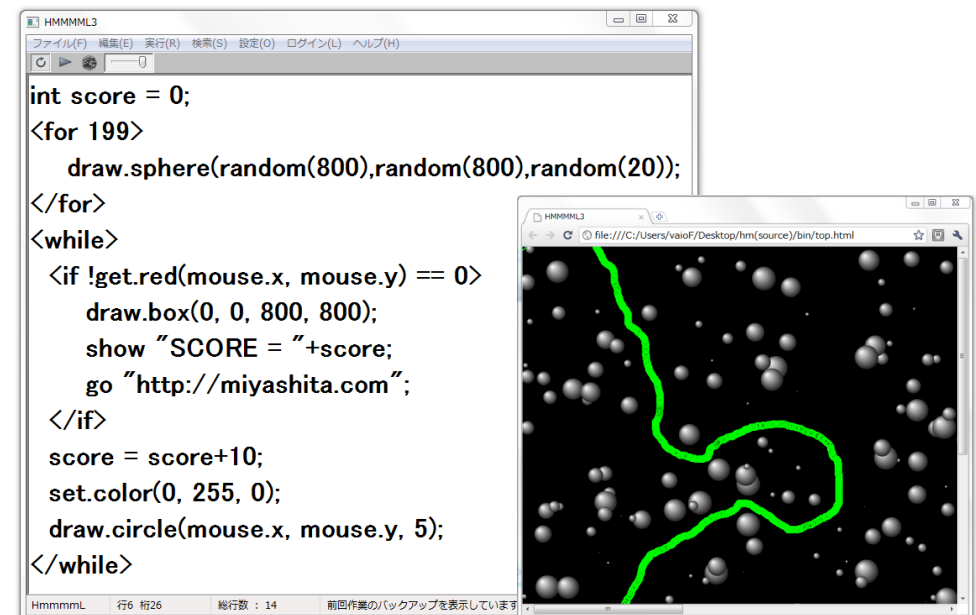 HMMMML3
ファイル(F) 編集(E) 実行(R) 検索(S) 設定(O) ログイン(L) ヘルプ(H)
int score = 0;
<for 199>
draw.sphere(random(800),random(800),random(20));
</for>
<while>
<if !get.red(mouse.x, mouse.y) == 0>
draw.box(0, 0, 800, 800);
show "SCORE = "+score;
go "http://miyashita.com";
</if>
score = score+10;
set.color(0, 255, 0);
draw.circle(mouse.x, mouse.y, 5);
</while>
HmmmmL 行6 桁26 総行数 : 14 前回作業のバックアップを表示しています
HMMMML3
file:///C:/Users/vaioF/Desktop/hm(source)/bin/top.html